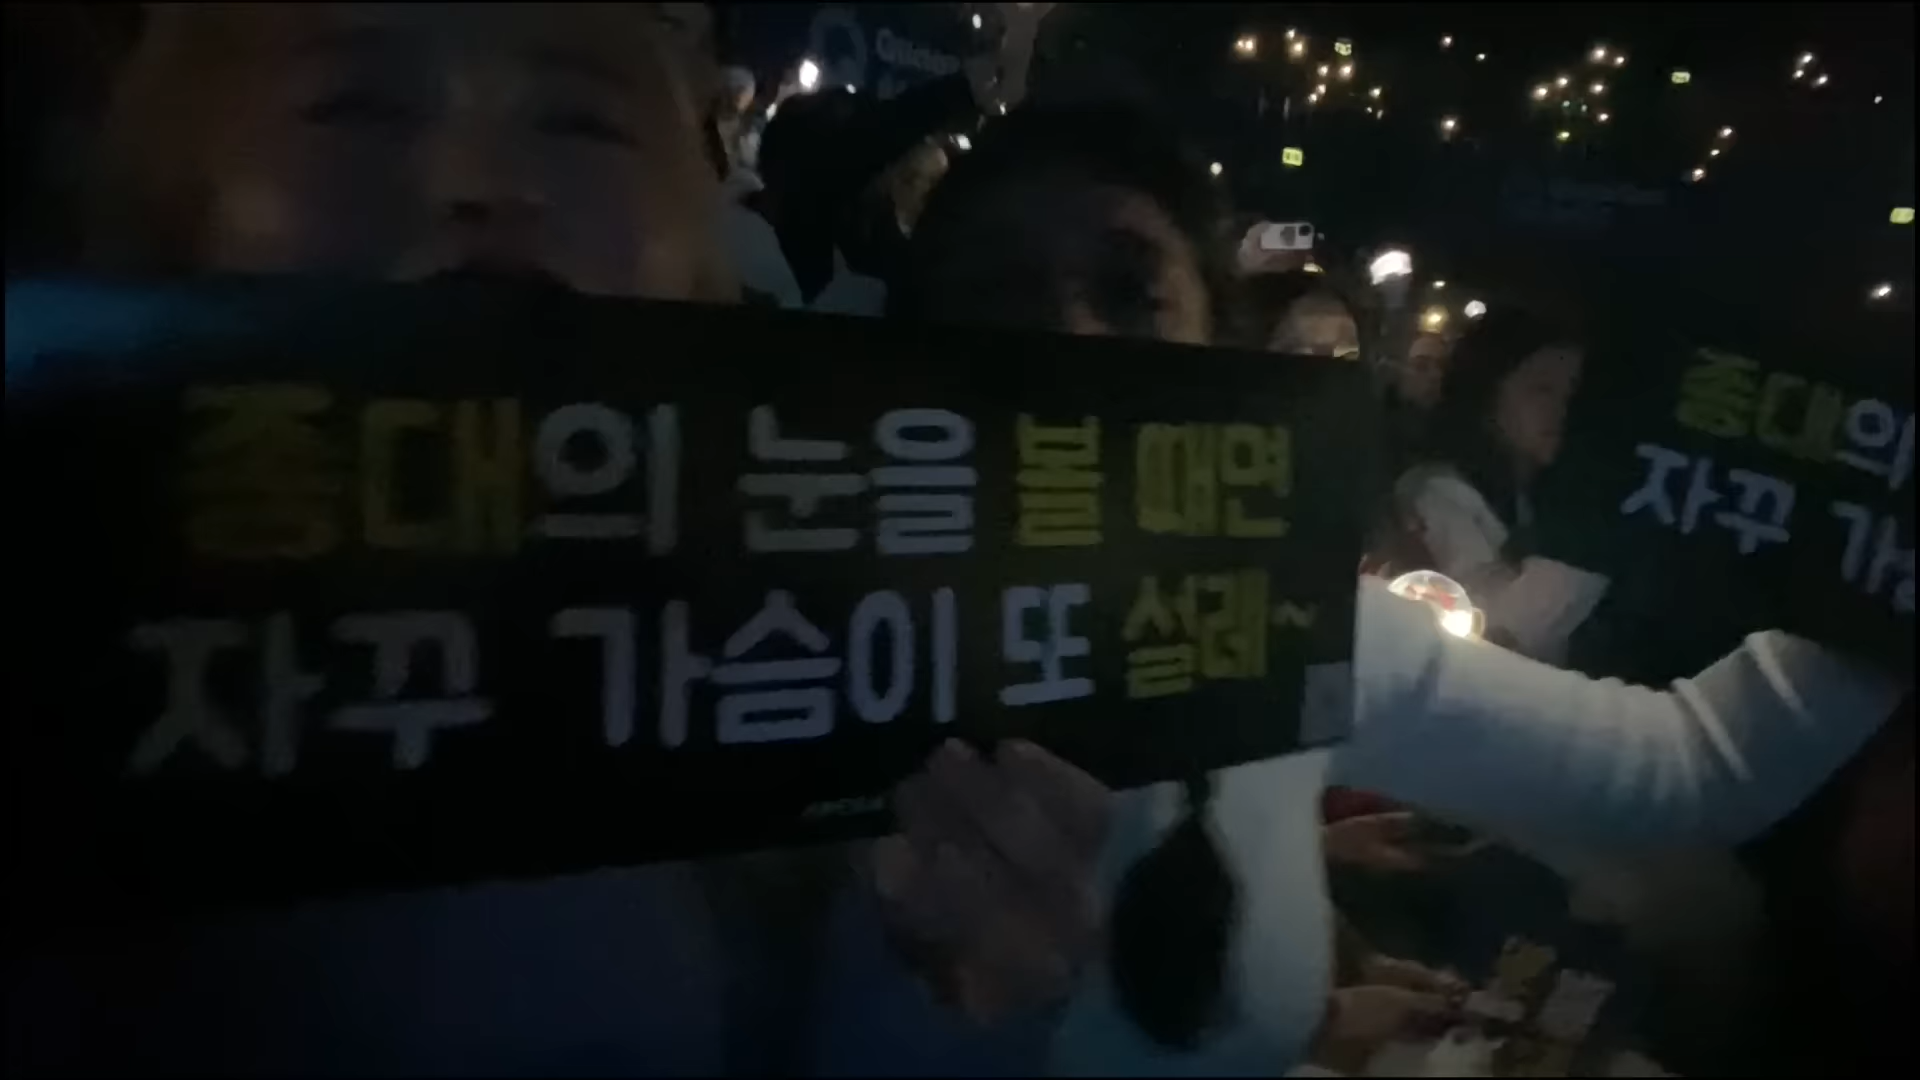 종대의 눈을 볼 때면
자꾸 가슴이 또 설레~
종대의
자꾸 가